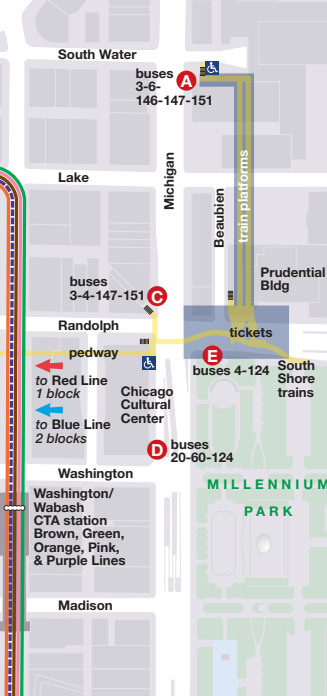 South Water
buses
3-6-
146-147-151
A
Lake
Michigan
Beaubien
train platforms
Prudential
Bldg
buses
3-4-147-151
C
Randolph
tickets
pedway
E
buses 4-124
South
Shore
trains
to Red Line
1 block
to Blue Line
2 blocks
Chicago
Cultural
Center
D
buses
20-60-124
Washington
Washington/
Wabash
CTA station
Brown, Green,
Orange, Pink,
& Purple Lines
MILLENNIUM
PARK
Madison